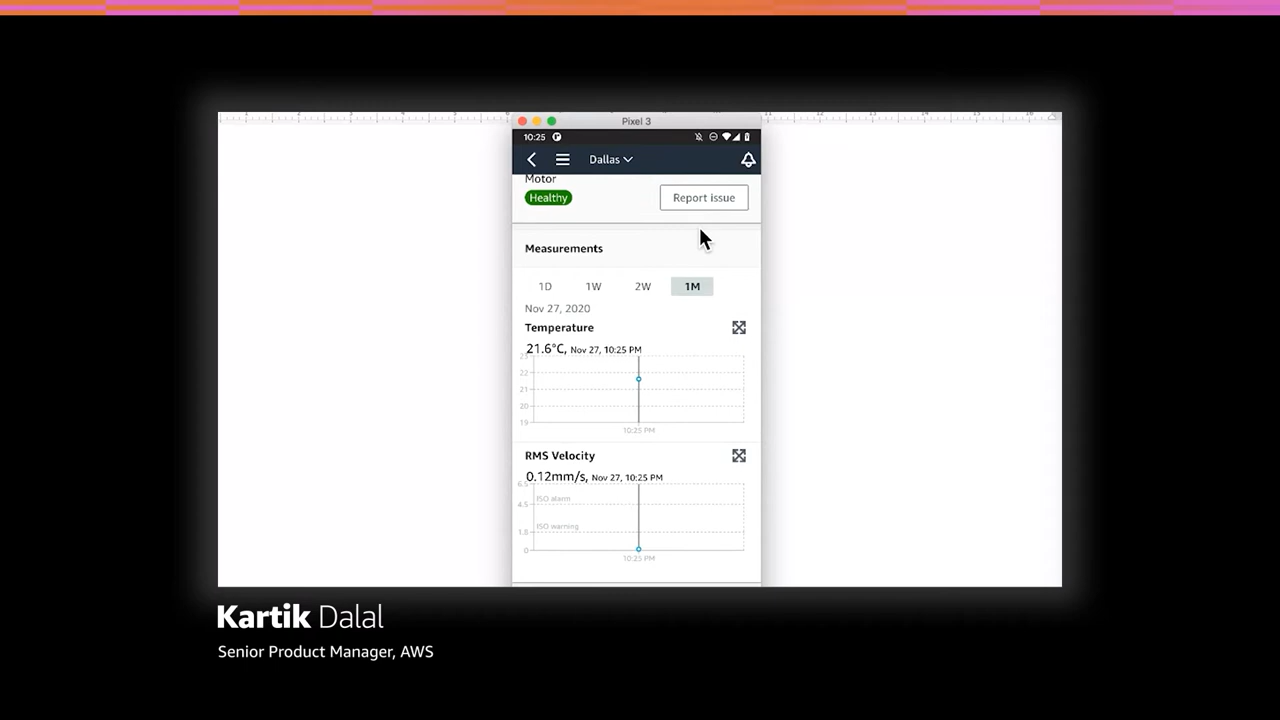 Pixel 3
10:25
Dallas
Motor
Healthy
Report issue
Measurements
1D 1W 2W 1M
Nov 27, 2020
Temperature
21.6°C, Nov 27, 10:25 PM
23
22
21
20
19
10:25 PM
RMS Velocity
0.12mm/s, Nov 27, 10:25 PM
6.5
ISO alarm
4.5
ISO warning
1.8
0
10:25 PM
Kartik Dalal
Senior Product Manager, AWS